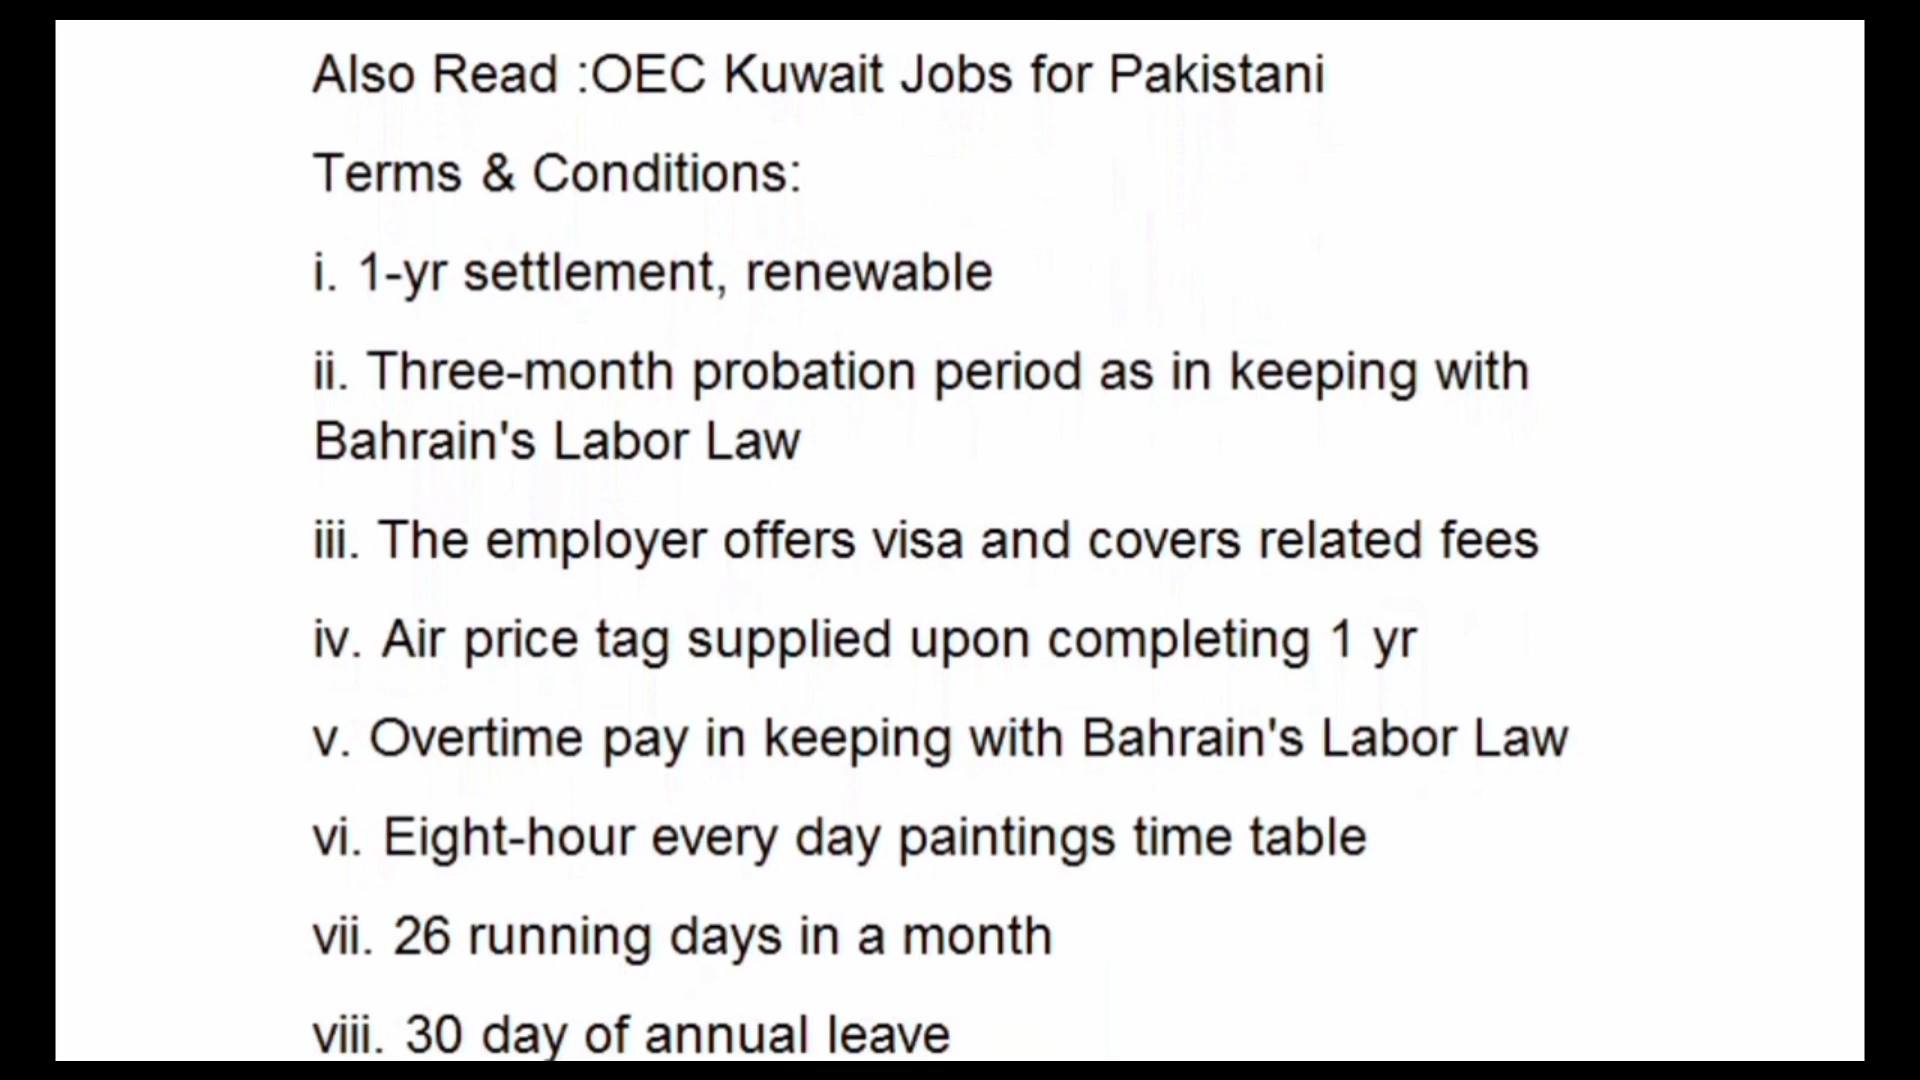 Also Read :OEC Kuwait Jobs for Pakistani
Terms & Conditions:
i. 1-yr settlement, renewable
ii. Three-month probation period as in keeping with
Bahrain's Labor Law
iii. The employer offers visa and covers related fees
iv. Air price tag supplied upon completing 1 yr
v. Overtime pay in keeping with Bahrain's Labor Law
vi. Eight-hour every day paintings time table
vii. 26 running days in a month
viii. 30 day of annual leave